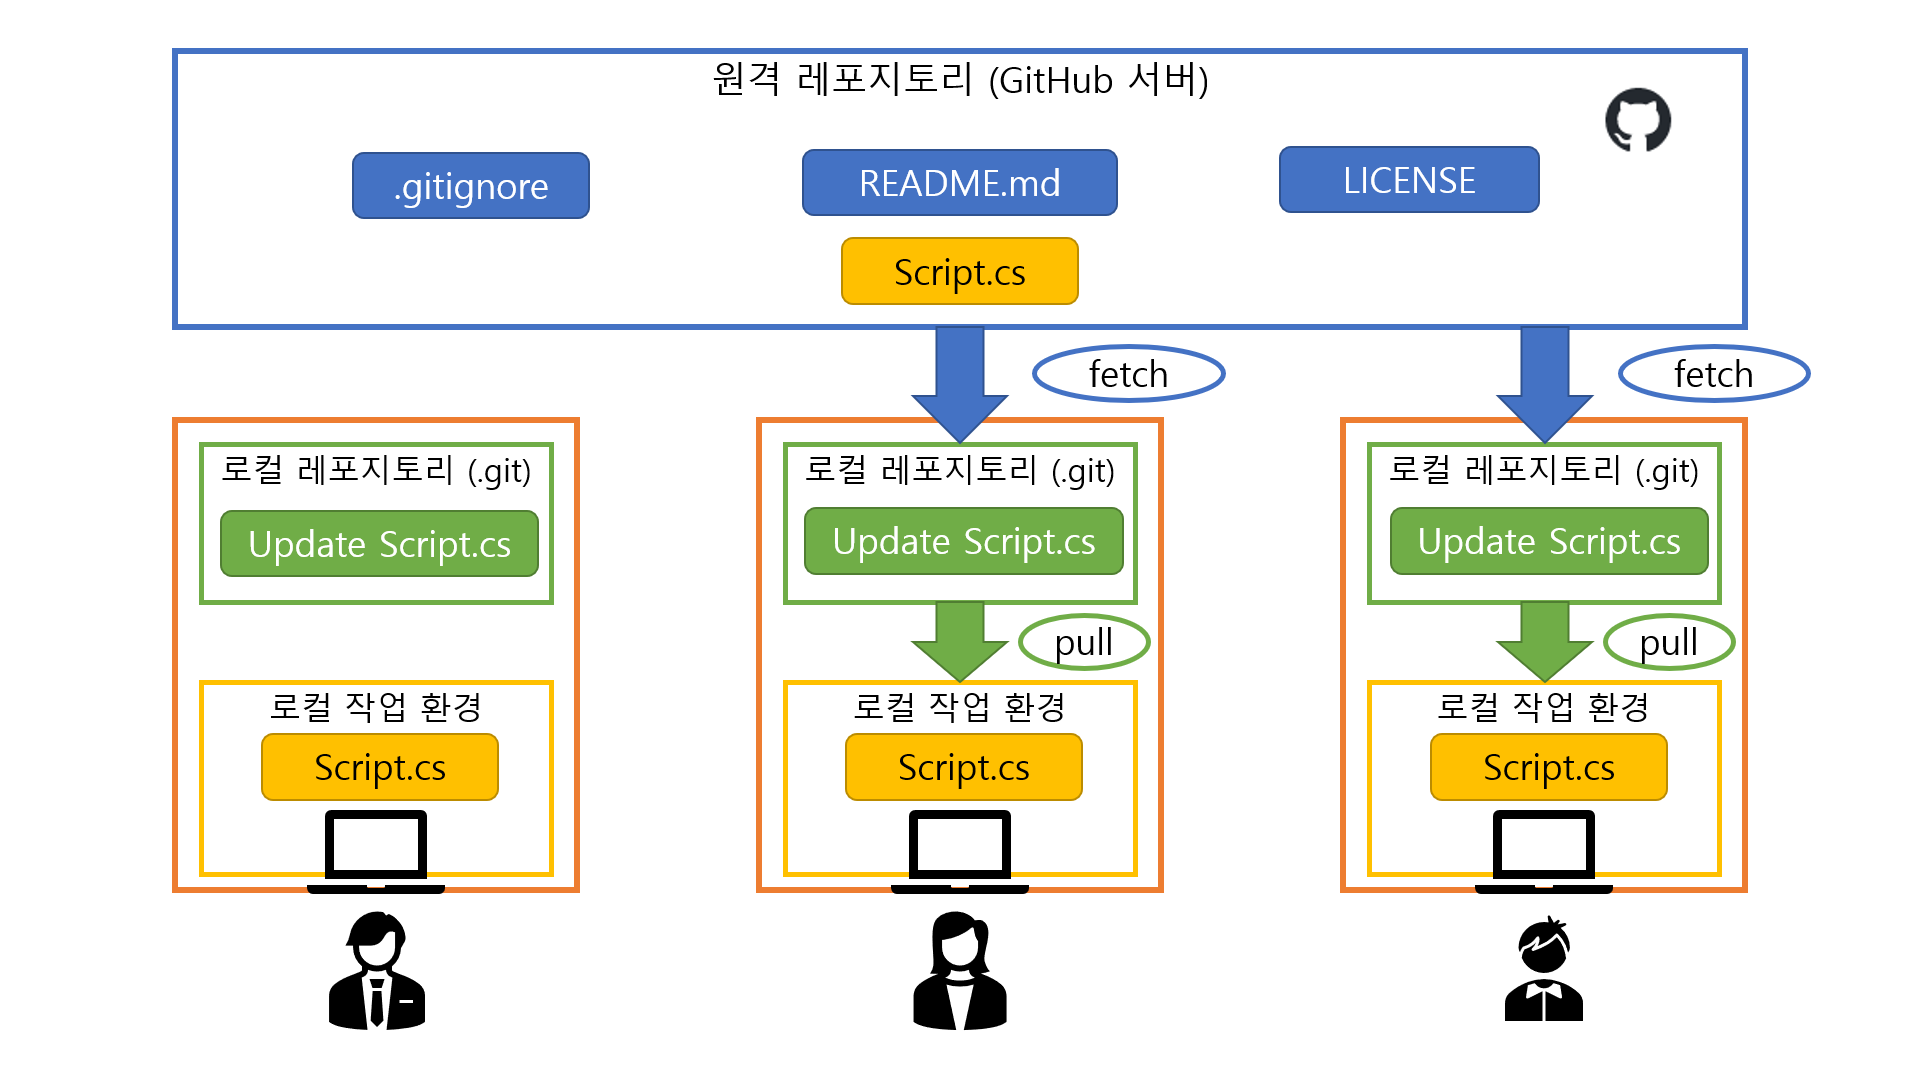 원격 레포지토리 (GitHub 서버)
.gitignore
README.md
LICENSE
Script.cs
fetch
fetch
로컬 레포지토리 (.git)
Update Script.cs
로컬 작업 환경
Script.cs
로컬 레포지토리 (.git)
Update Script.cs
pull
로컬 작업 환경
Script.cs
로컬 레포지토리 (.git)
Update Script.cs
pull
로컬 작업 환경
Script.cs